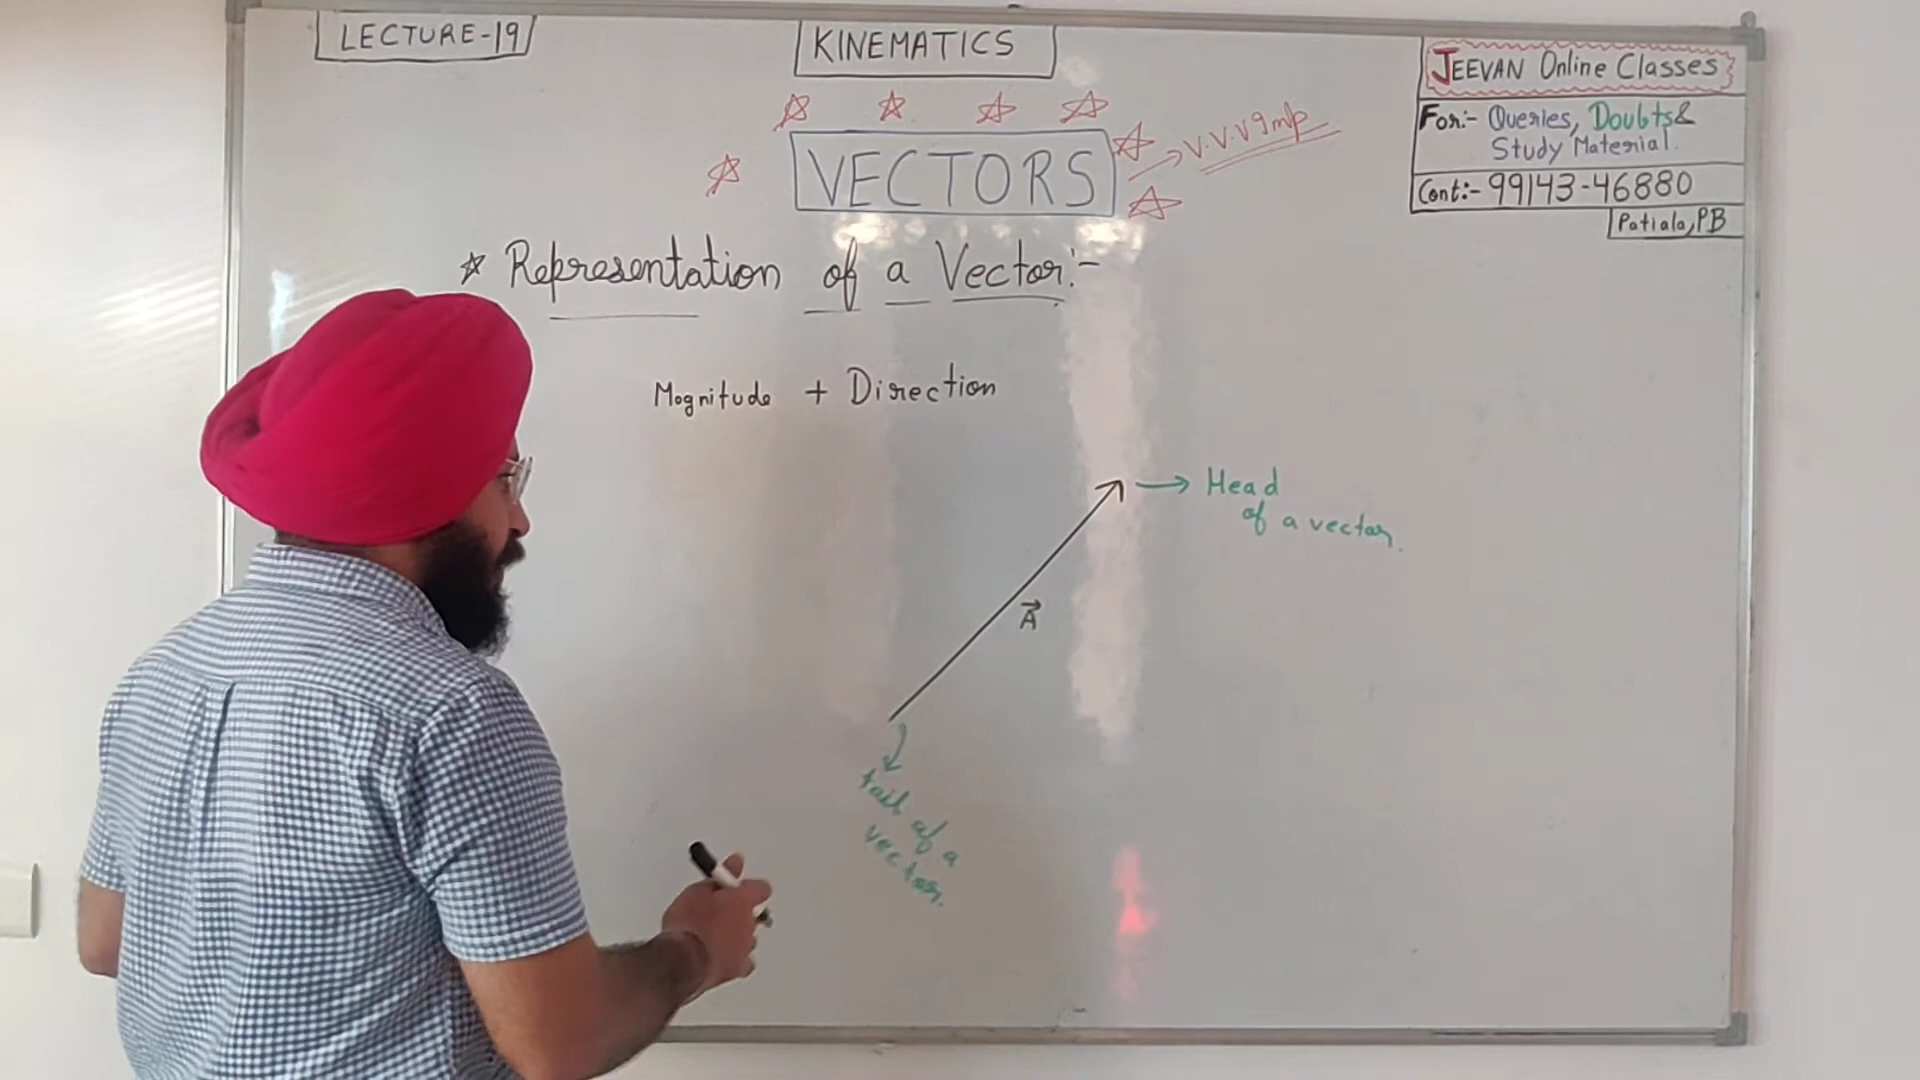 LECTURE-19
KINEMATICS
JEEVAN Online Classes
For:- Queries, Doubts &
Study Material.
Cont:- 99143-46880
Patiala, PB
VECTORS
V.V.V Imp
Representation of a Vector:-
Magnitude + Direction
Head
of a vector.
A
tail of a
vector.